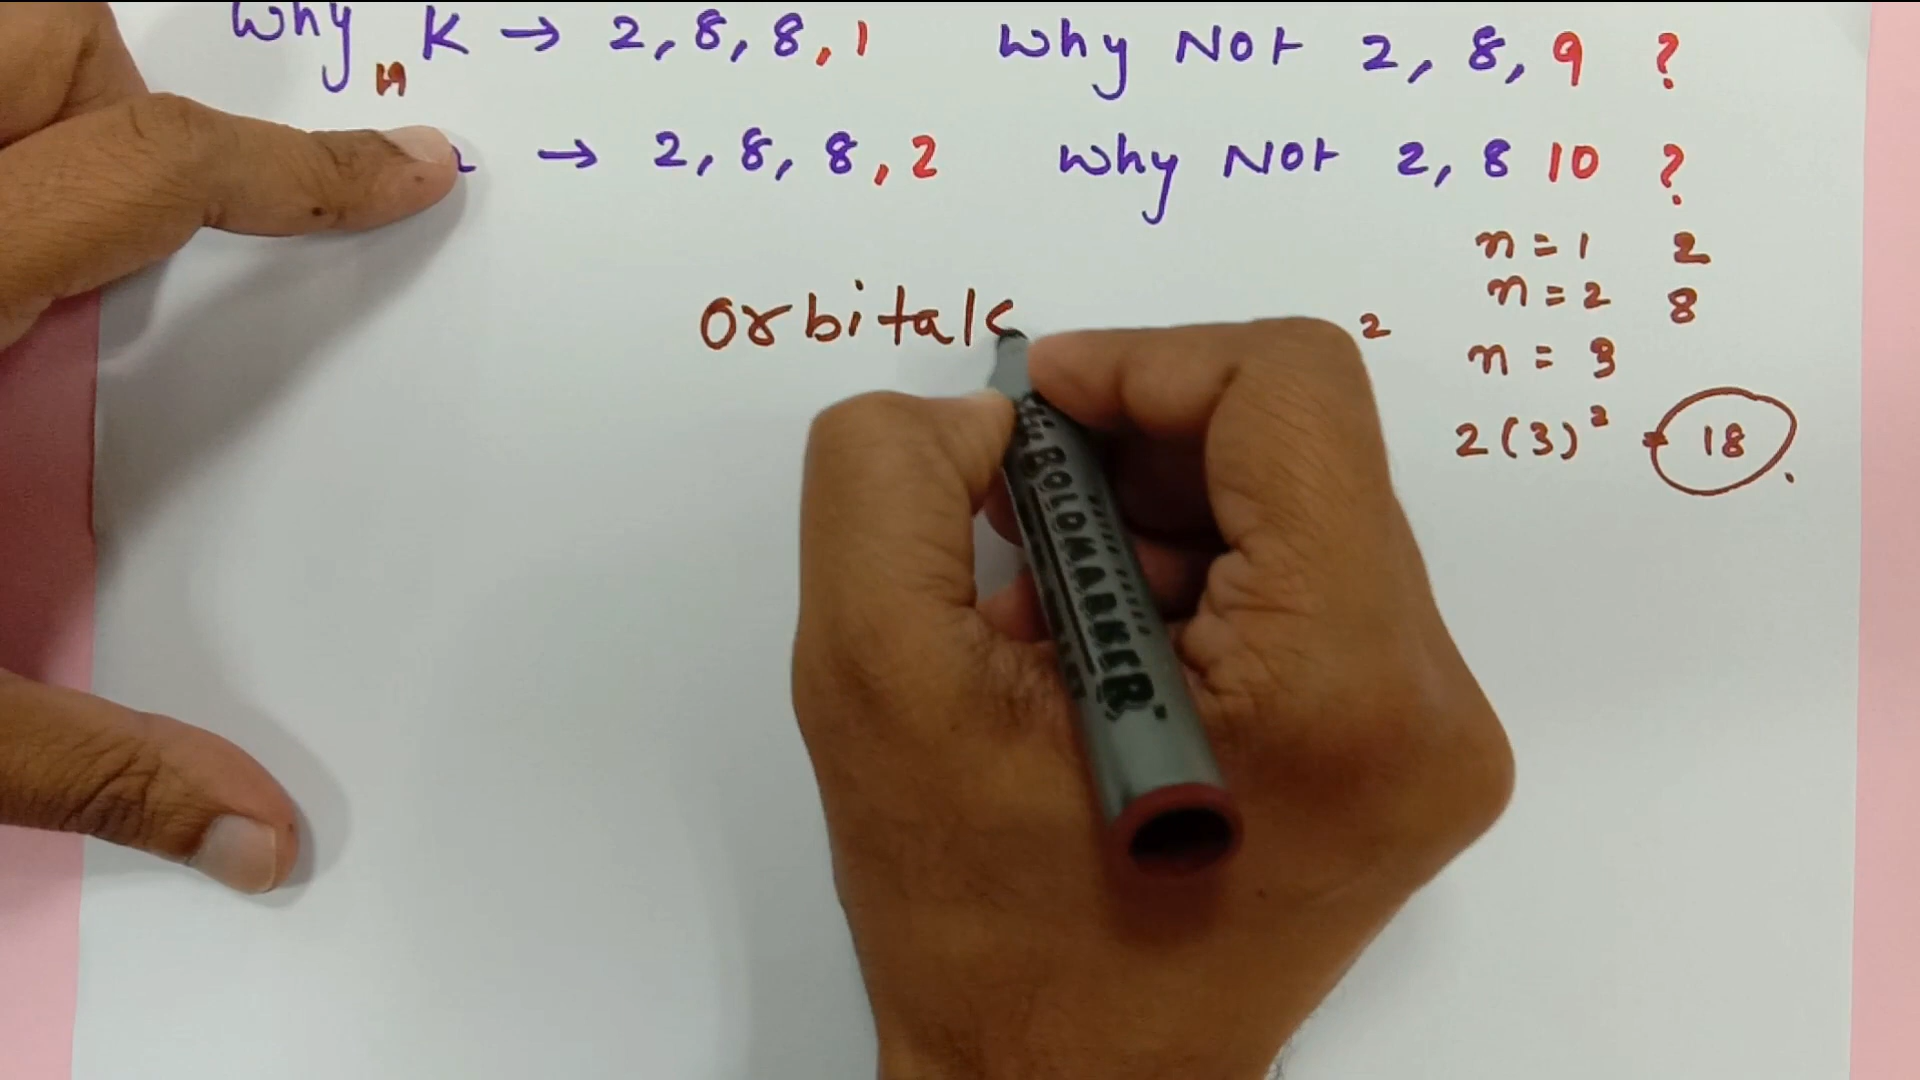 Why K → 2, 8, 8, 1 Why Not 2, 8, 9 ?
→ 2, 8, 8, 2 Why Not 2, 8 10 ?
n = 1 2
n = 2 8
orbitals
2
n = 3
2(3)² = 18
BOLDMARKER